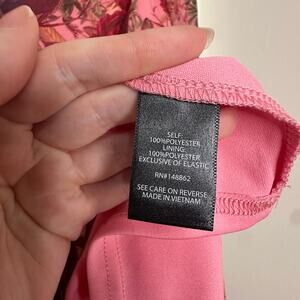 SELF:
100%POLYESTER
LINING:
100%POLYESTER
EXCLUSIVE OF ELASTIC
RN#148862
SEE CARE ON REVERSE
MADE IN VIETNAM